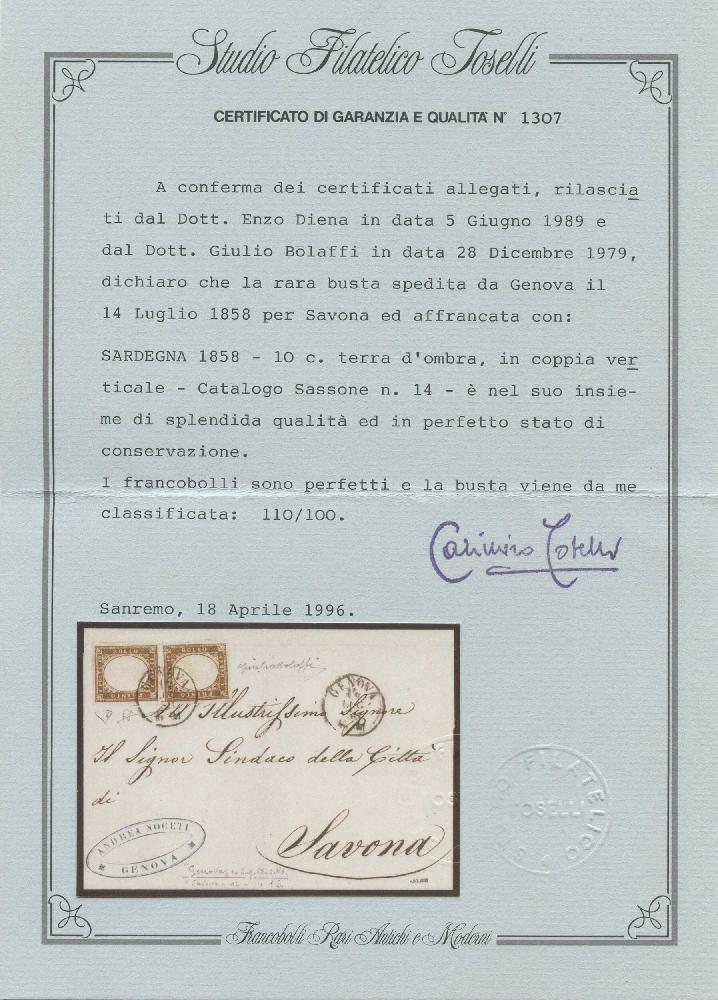 Studio Filatelico Toselli
CERTIFICATO DI GARANZIA E QUALITA' N° 1307
A conferma dei certificati allegati, rilascia
ti dal Dott. Enzo Diena in data 5 Giugno 1989 e
dal Dott. Giulio Bolaffi in data 28 Dicembre 1979,
dichiaro che la rara busta spedita da Genova il
14 Luglio 1858 per Savona ed affrancata con:
SARDEGNA 1858 - 10 c. terra d'ombra, in coppia ver
ticale - Catalogo Sassone n. 14 - è nel suo insie-
me di splendida qualità ed in perfetto stato di
conservazione.
I francobolli sono perfetti e la busta viene da me
classificata: 110/100.
Casimiro Toselli
Sanremo, 18 Aprile 1996.
GENOVA
GENOVA
All' Illustrissimo Signore
Il Signor Sindaco della Città
di
Savona
ANDREA NOCETI
GENOVA
FILATELICO
TOSELLI
Francobolli Rari Antichi e Moderni